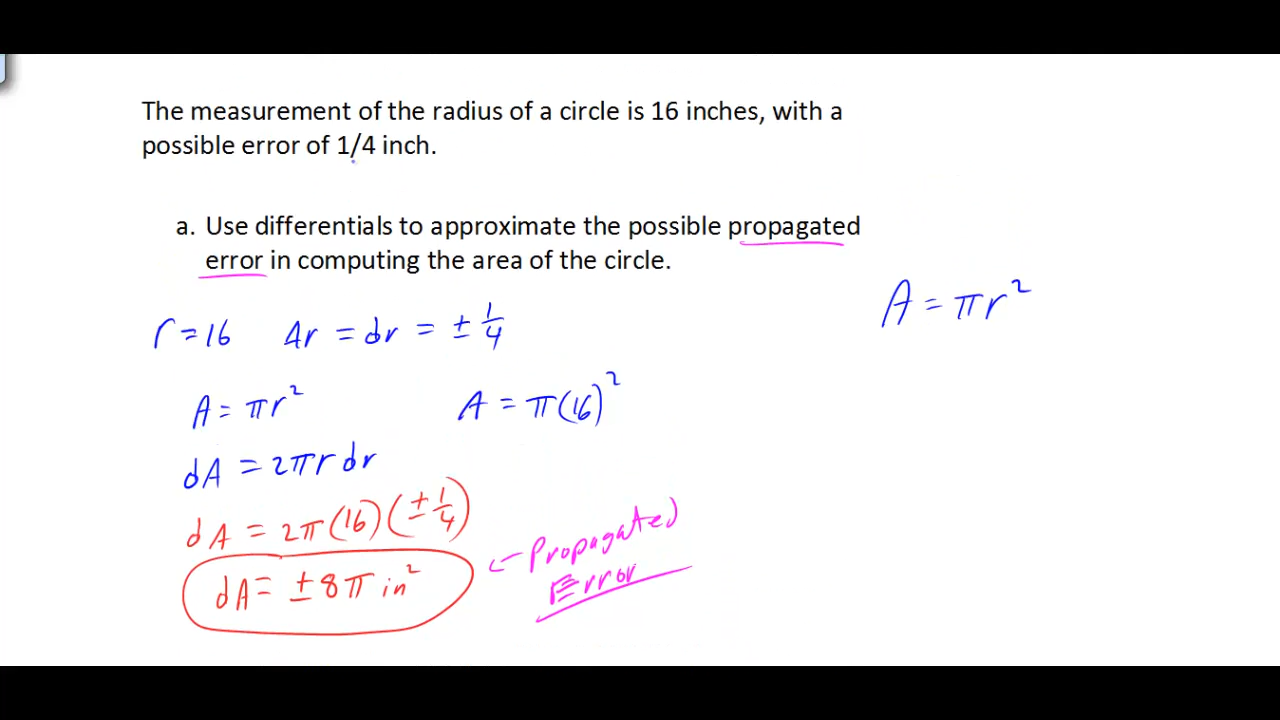 The measurement of the radius of a circle is 16 inches, with a
possible error of 1/4 inch.
a. Use differentials to approximate the possible propagated
error in computing the area of the circle.
A = πr²
r = 16 Δr = dr = ± 1/4
A = πr² A = π(16)²
dA = 2πr dr
dA = 2π(16)(± 1/4)
dA = ± 8π in²
← Propagated
Error